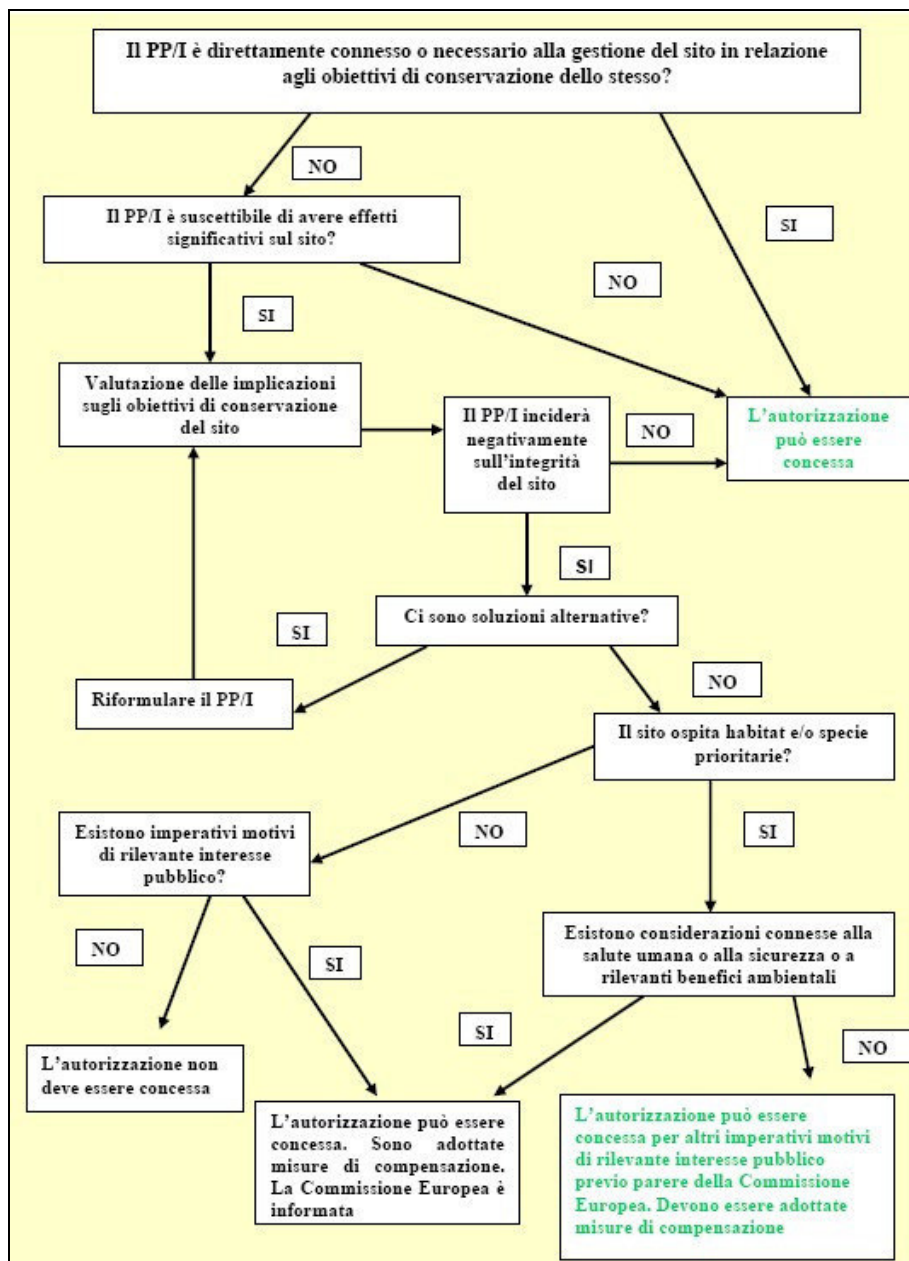 Il PP/I è direttamente connesso o necessario alla gestione del sito in relazione
agli obiettivi di conservazione dello stesso?
NO
SI
Il PP/I è suscettibile di avere effetti
significativi sul sito?
NO
SI
Valutazione delle implicazioni
sugli obiettivi di conservazione
del sito
Il PP/I inciderà
negativamente
sull'integrità
del sito
NO
L'autorizzazione
può essere
concessa
SI
Ci sono soluzioni alternative?
SI
NO
Riformulare il PP/I
Il sito ospita habitat e/o specie
prioritarie?
NO
SI
Esistono imperativi motivi
di rilevante interesse
pubblico?
Esistono considerazioni connesse alla
salute umana o alla sicurezza o a
rilevanti benefici ambientali
NO
SI
SI
NO
L'autorizzazione non
deve essere concessa
L'autorizzazione può essere
concessa. Sono adottate
misure di compensazione.
La Commissione Europea è
informata
L'autorizzazione può essere
concessa per altri imperativi motivi
di rilevante interesse pubblico
previo parere della Commissione
Europea. Devono essere adottate
misure di compensazione